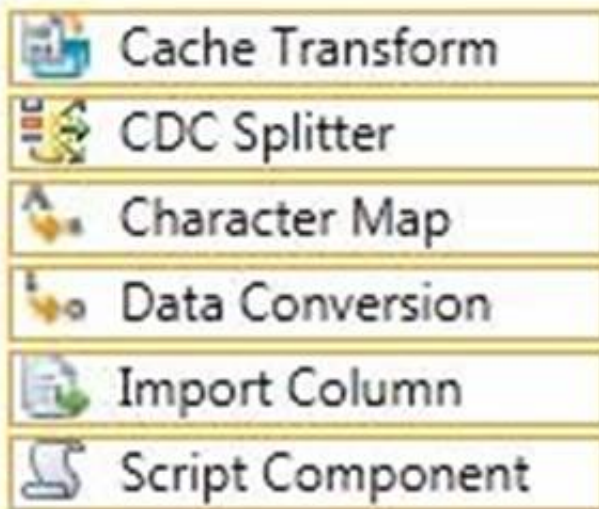 Cache Transform
CDC Splitter
Character Map
Data Conversion
Import Column
Script Component